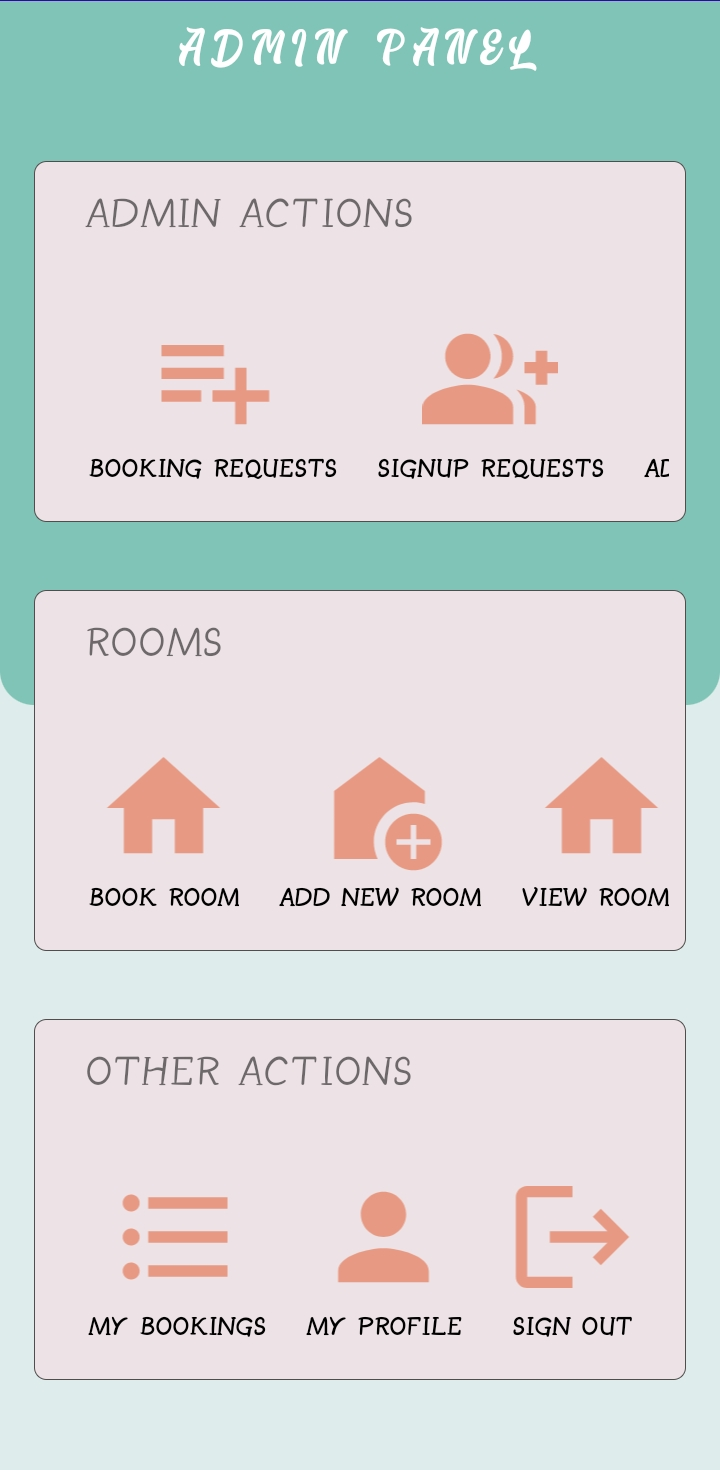 ADMIN PANEL
ADMIN ACTIONS
BOOKING REQUESTS SIGNUP REQUESTS
ROOMS
BOOK ROOM ADD NEW ROOM VIEW ROOM
OTHER ACTIONS
MY BOOKINGS MY PROFILE SIGN OUT